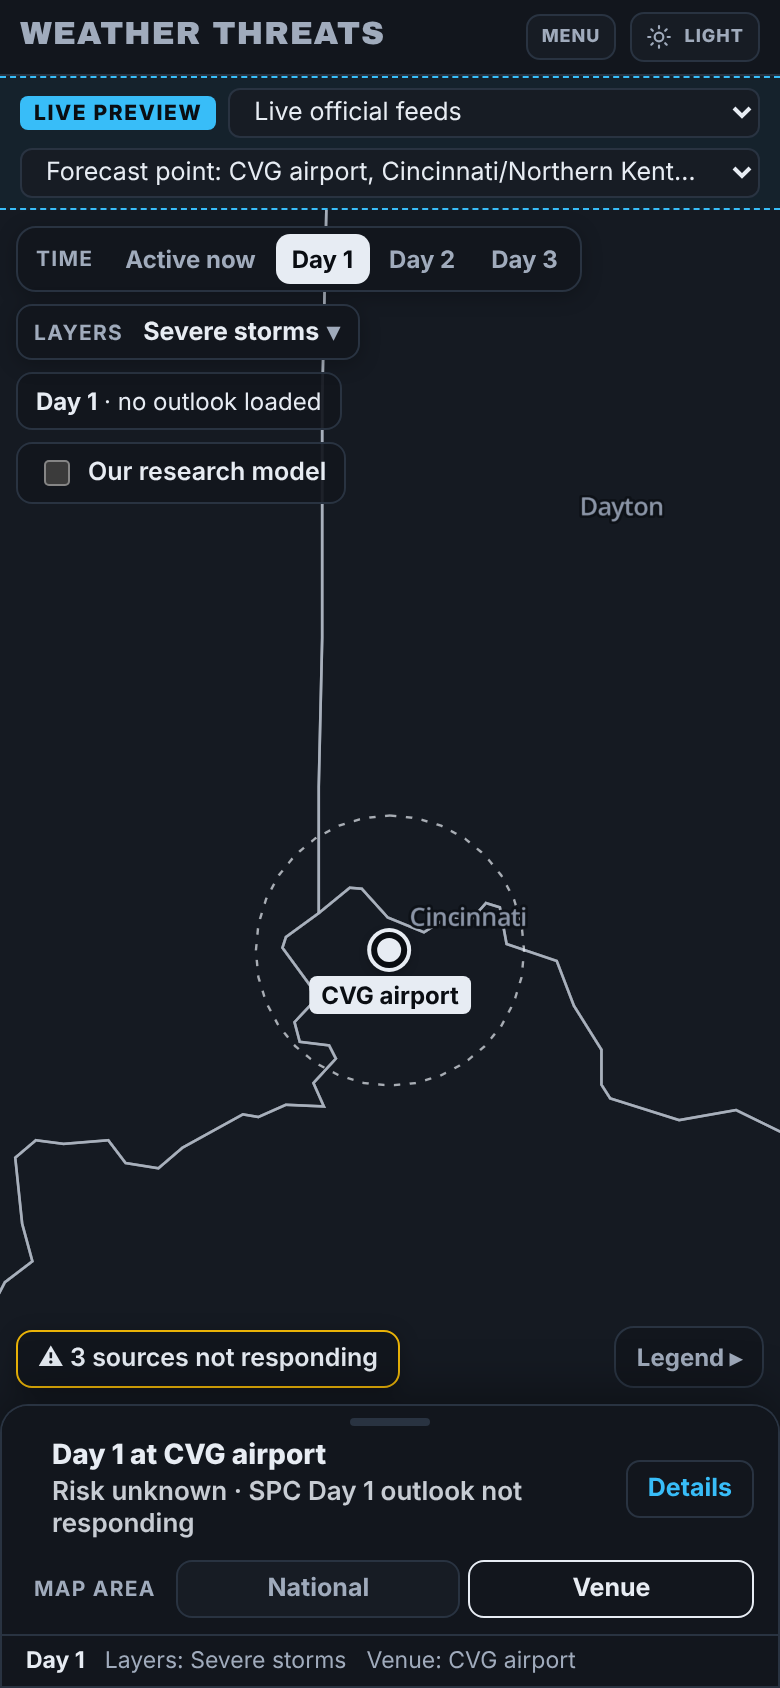 WEATHER THREATS
MENU
LIGHT
LIVE PREVIEW
Live official feeds
Forecast point: CVG airport, Cincinnati/Northern Kent...
TIME Active now Day 1 Day 2 Day 3
LAYERS Severe storms ▼
Day 1 · no outlook loaded
Our research model
Dayton
Cincinnati
CVG airport
⚠ 3 sources not responding
Legend ▸
Day 1 at CVG airport
Risk unknown · SPC Day 1 outlook not
responding
Details
MAP AREA National Venue
Day 1 Layers: Severe storms Venue: CVG airport